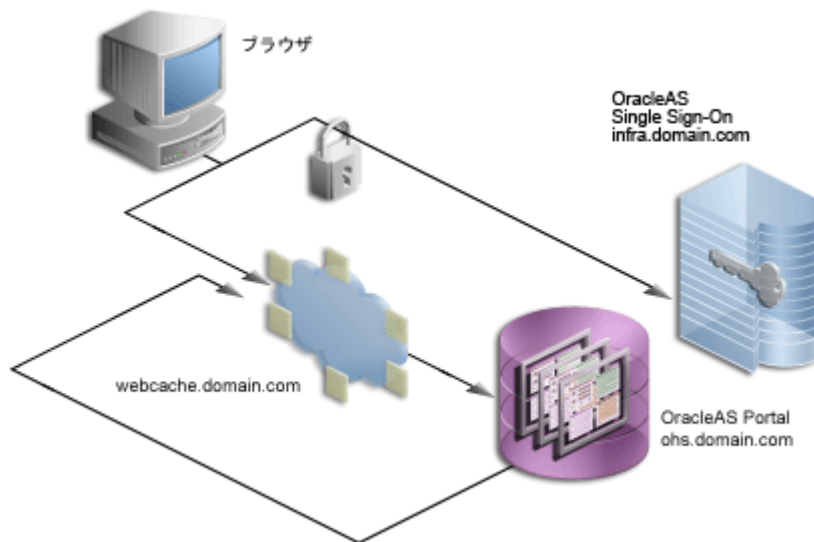 ブラウザ
OracleAS
Single Sign-On
infra.domain.com
webcache.domain.com
OracleAS Portal
ohs.domain.com